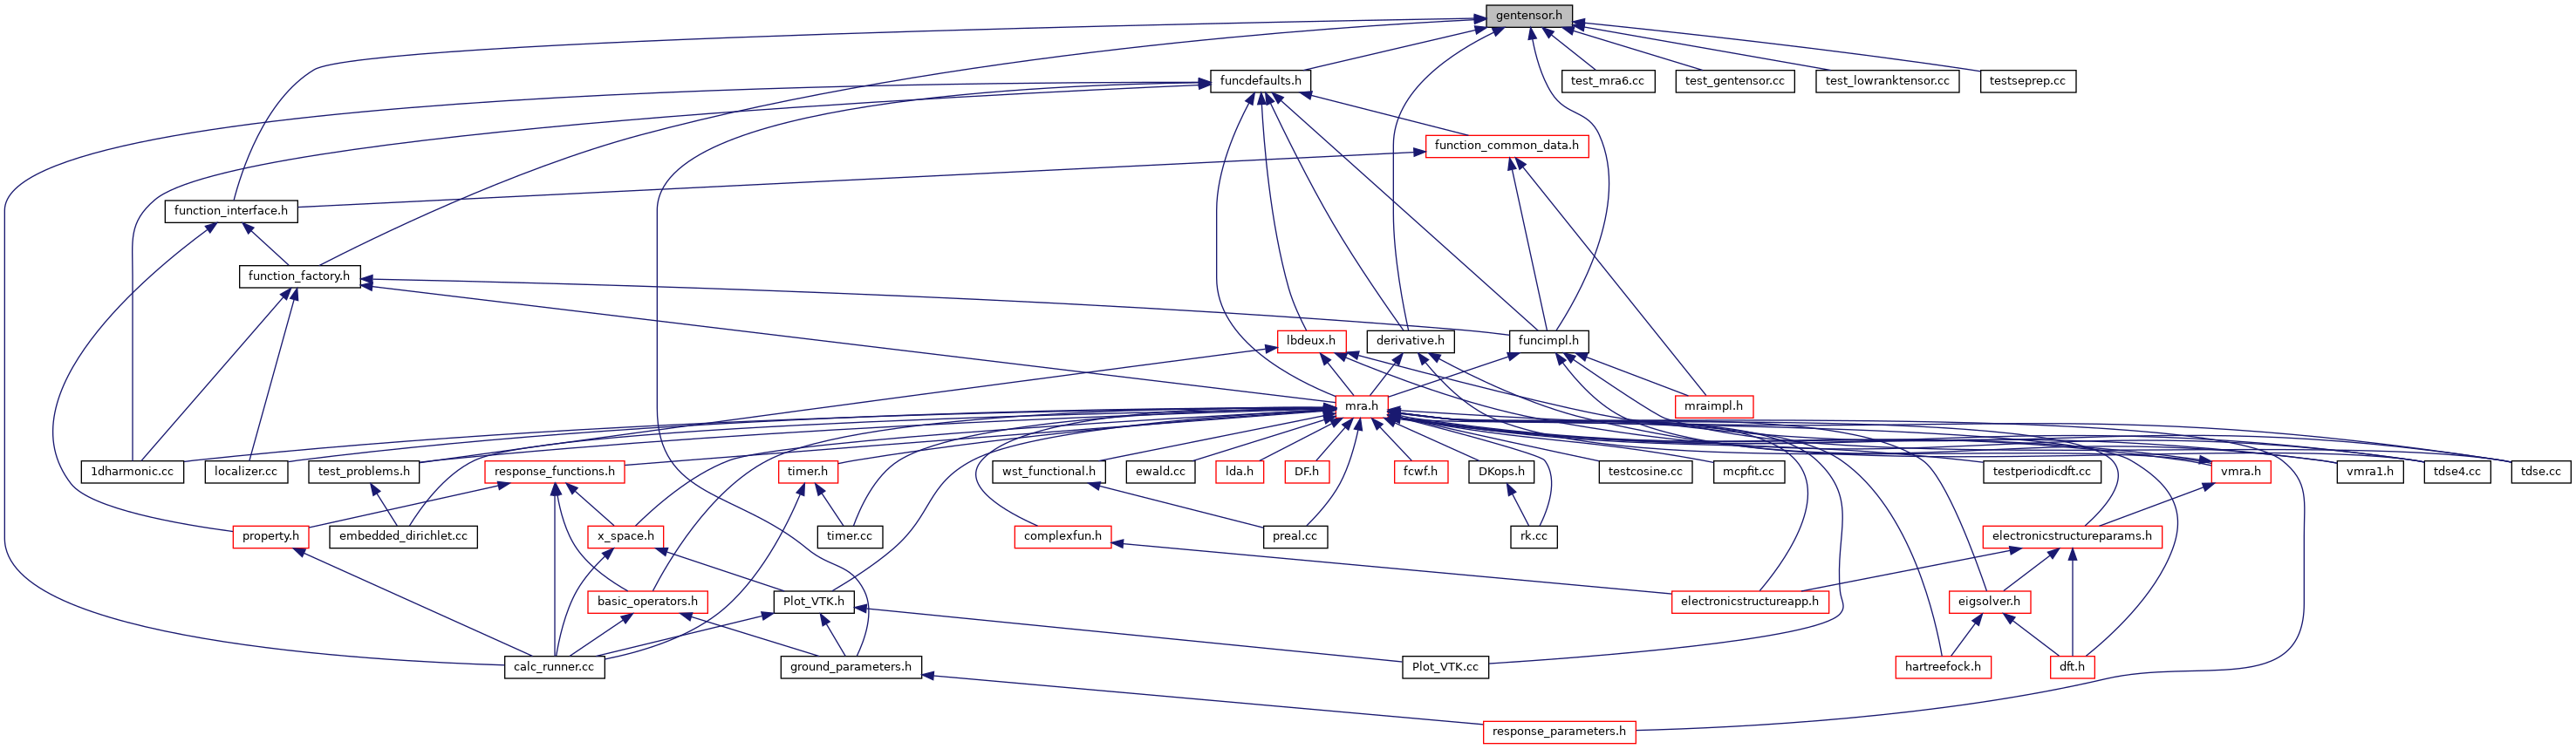 gentensor.h
funcdefaults.h
test_mra6.cc
test_gentensor.cc
test_lowranktensor.cc
testseprep.cc
function_common_data.h
function_interface.h
function_factory.h
lbdeux.h
derivative.h
funcimpl.h
mra.h
mraimpl.h
1dharmonic.cc
localizer.cc
test_problems.h
response_functions.h
timer.h
wst_functional.h
ewald.cc
lda.h
DF.h
fcwf.h
DKops.h
testcosine.cc
mcpfit.cc
testperiodicdft.cc
vmra.h
vmra1.h
tdse4.cc
tdse.cc
property.h
embedded_dirichlet.cc
x_space.h
timer.cc
complexfun.h
preal.cc
rk.cc
electronicstructureparams.h
basic_operators.h
Plot_VTK.h
electronicstructureapp.h
eigsolver.h
calc_runner.cc
ground_parameters.h
Plot_VTK.cc
hartreefock.h
dft.h
response_parameters.h